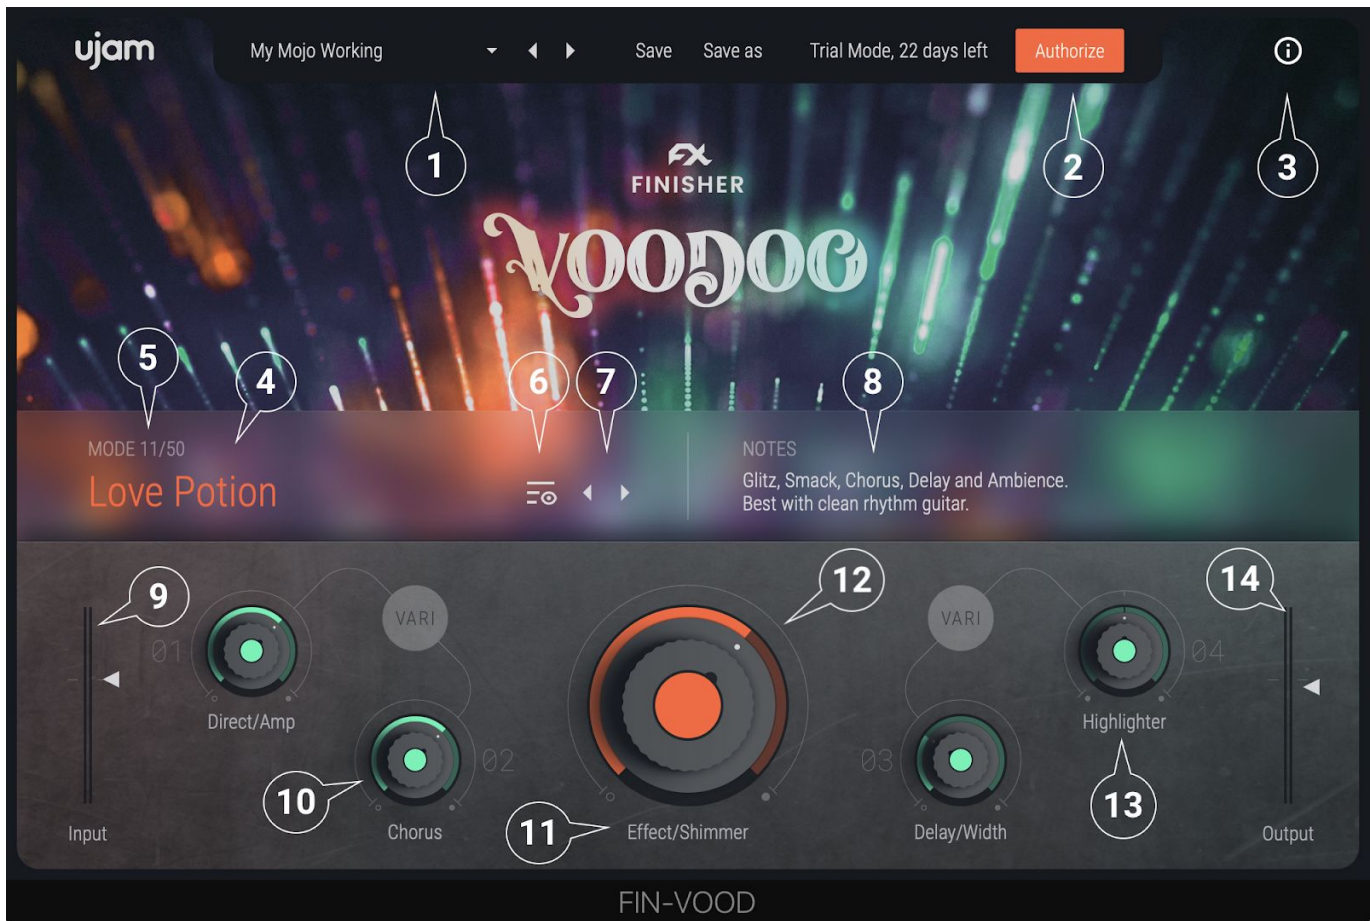 ujam
My Mojo Working
Save
Save as
Trial Mode, 22 days left
Authorize
1
2
3
FX
FINISHER
VOODOO
5
4
6
7
8
MODE 11/50
Love Potion
NOTES
Glitz, Smack, Chorus, Delay and Ambience.
Best with clean rhythm guitar.
9
12
14
VARI
VARI
01
04
Direct/Amp
Highlighter
02
03
10
11
13
Input
Chorus
Effect/Shimmer
Delay/Width
Output
FIN-VOOD